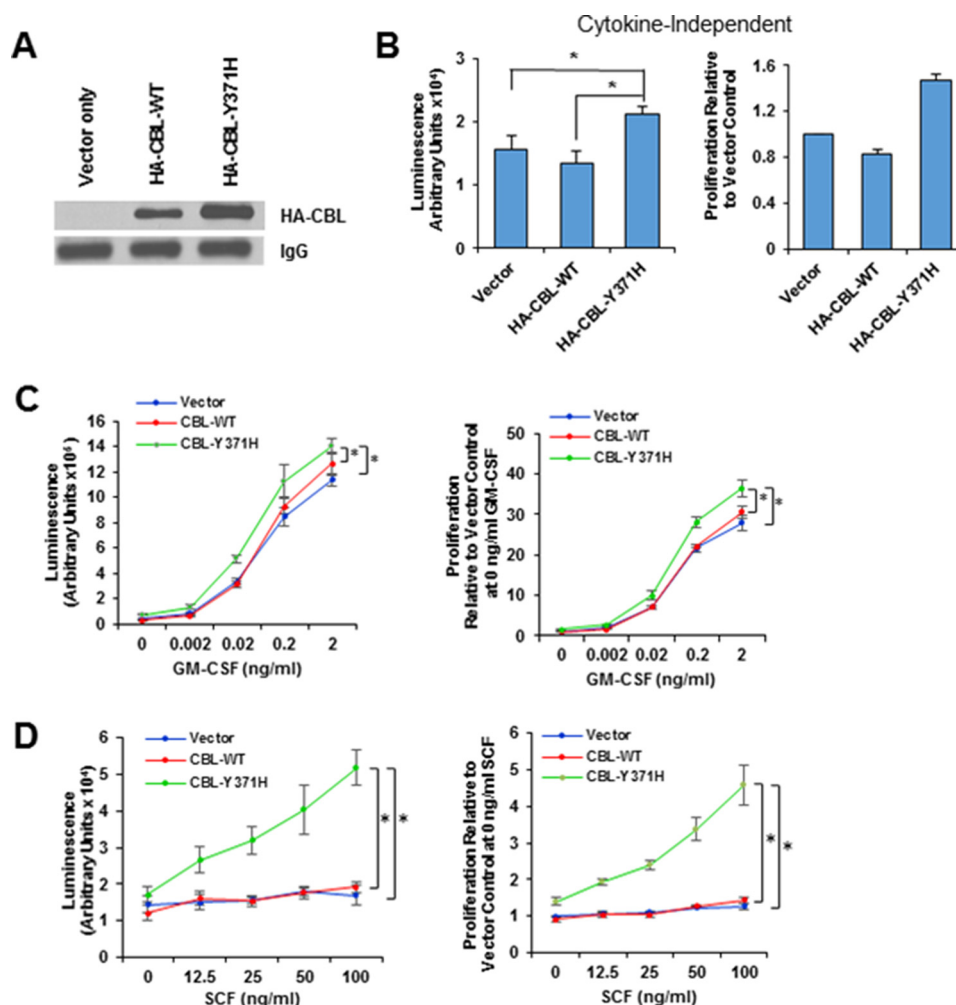 A
Vector only
HA-CBL-WT
HA-CBL-Y371H
HA-CBL
IgG
B
Cytokine-Independent
Luminescence
Arbitrary Units x10⁴)
3
2
1
0
*
*
Vector
HA-CBL-WT
HA-CBL-Y371H
Proliferation Relative
to Vector Control
1.6
1.2
0.8
0.4
0
Vector
HA-CBL-WT
HA-CBL-Y371H
C
Vector
CBL-WT
CBL-Y371H
Luminescence
(Arbitrary Units x10⁴)
16
14
12
10
8
6
4
2
0
*
*
0 0.002 0.02 0.2 2
GM-CSF (ng/ml)
Vector
CBL-WT
CBL-Y371H
Proliferation
Relative to Vector Control
at 0 ng/ml GM-CSF
50
40
30
20
10
0
*
*
0 0.002 0.02 0.2 2
GM-CSF (ng/ml)
D
Vector
CBL-WT
CBL-Y371H
Luminescence
(Arbitrary Units x 10⁴)
6
5
4
3
2
1
0
*
*
0 12.5 25 50 100
SCF (ng/ml)
Vector
CBL-WT
CBL-Y371H
Proliferation Relative to
Vector Control at 0 ng/ml SCF
6
5
4
3
2
1
0
*
*
0 12.5 25 50 100
SCF (ng/ml)